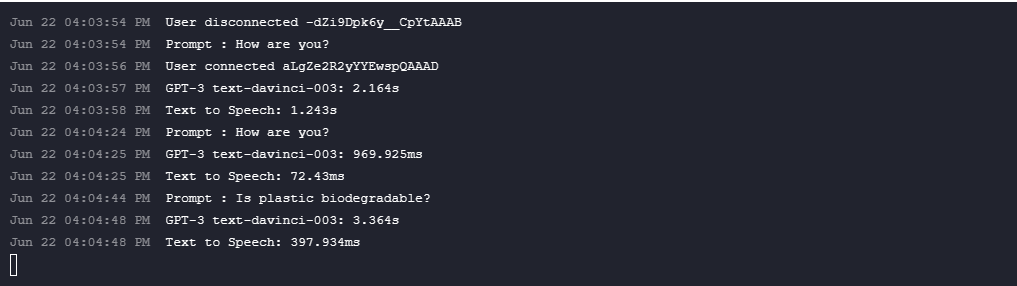 Jun 22 04:03:54 PM User disconnected -dZi9Dpk6y__CpYtAAAB
Jun 22 04:03:54 PM Prompt : How are you?
Jun 22 04:03:56 PM User connected aLgZe2R2yYYEwspQAAAD
Jun 22 04:03:57 PM GPT-3 text-davinci-003: 2.164s
Jun 22 04:03:58 PM Text to Speech: 1.243s
Jun 22 04:04:24 PM Prompt : How are you?
Jun 22 04:04:25 PM GPT-3 text-davinci-003: 969.925ms
Jun 22 04:04:25 PM Text to Speech: 72.43ms
Jun 22 04:04:44 PM Prompt : Is plastic biodegradable?
Jun 22 04:04:48 PM GPT-3 text-davinci-003: 3.364s
Jun 22 04:04:48 PM Text to Speech: 397.934ms